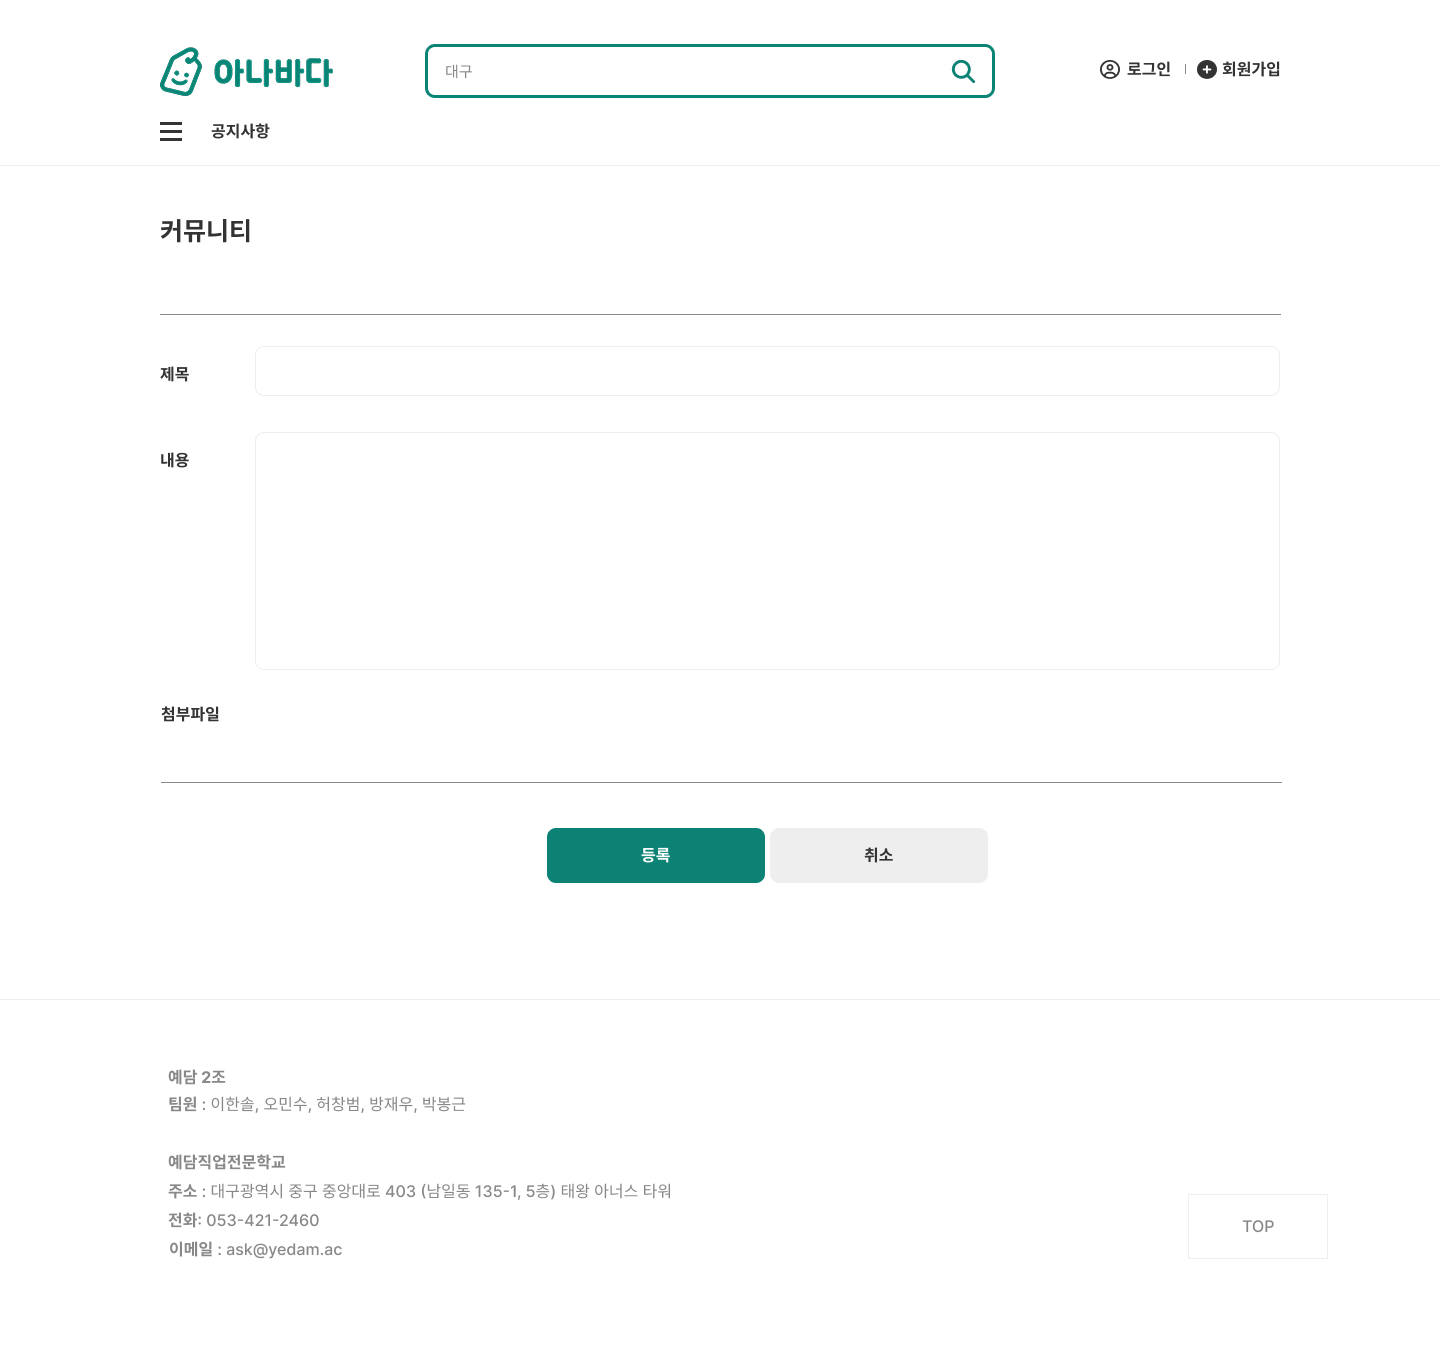 아나바다
대구
로그인
회원가입
공지사항
커뮤니티
제목
내용
첨부파일
등록
취소
예담 2조
팀원 : 이한솔, 오민수, 허창범, 방재우, 박봉근
예담직업전문학교
주소 : 대구광역시 중구 중앙대로 403 (남일동 135-1, 5층) 태왕 아너스 타워
전화: 053-421-2460
이메일 : ask@yedam.ac
TOP